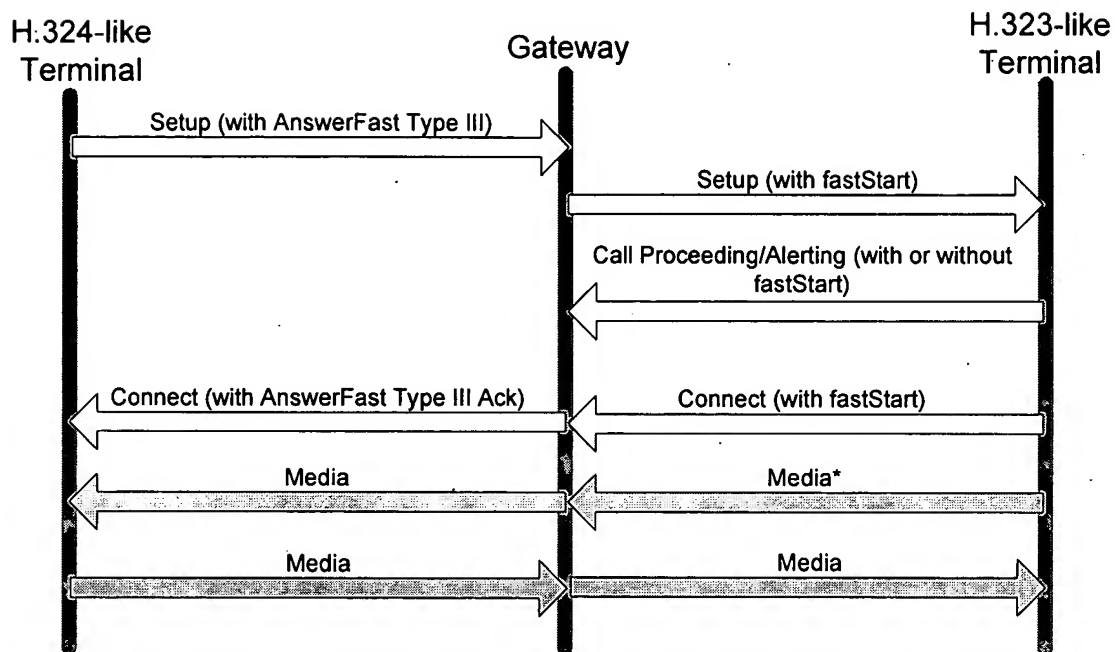 H.324-like
Terminal
Gateway
H.323-like
Terminal
Setup (with AnswerFast Type III)
Setup (with fastStart)
Call Proceeding/Alerting (with or without
fastStart)
Connect (with AnswerFast Type III Ack)
Connect (with fastStart)
Media
Media*
Media
Media